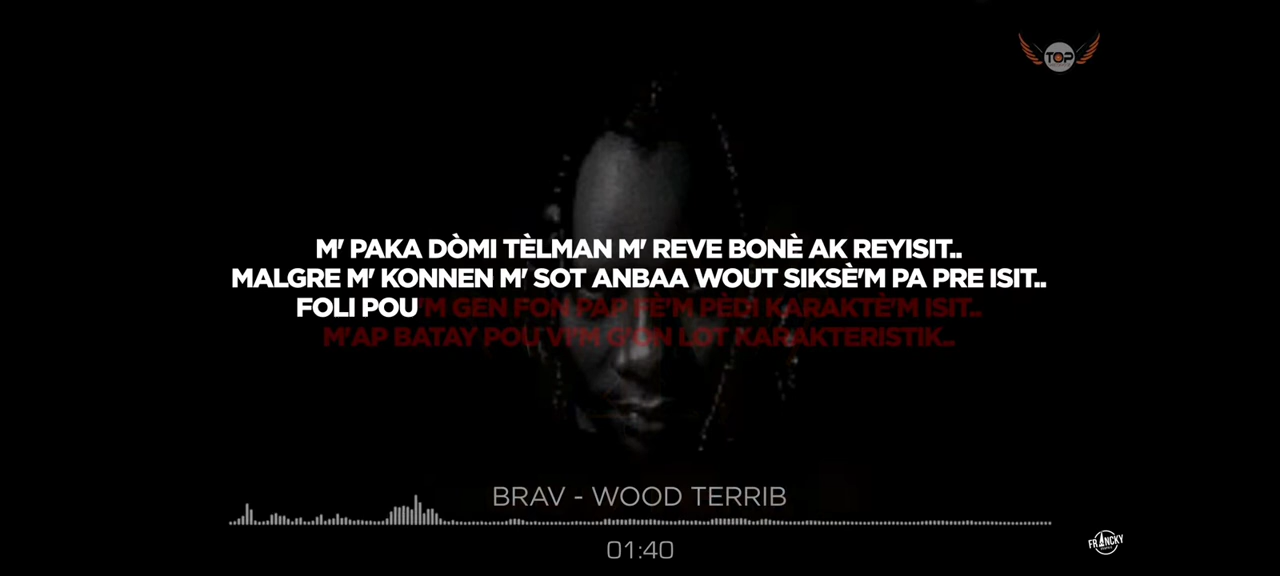 TOP
M' PAKA DÒMI TÈLMAN M' REVE BONÈ AK REYISIT..
MALGRE M' KONNEN M' SOT ANBAA WOUT SIKSÈ'M PA PRE ISIT..
FOLI POU'M GEN FON PAP FÈ'M PÈDI KARAKTÈ'M ISIT..
M'AP BATAY POU VI'M G'ON LOT KARAKTERISTIK..
BRAV - WOOD TERRIB
01:40
FRANCKY